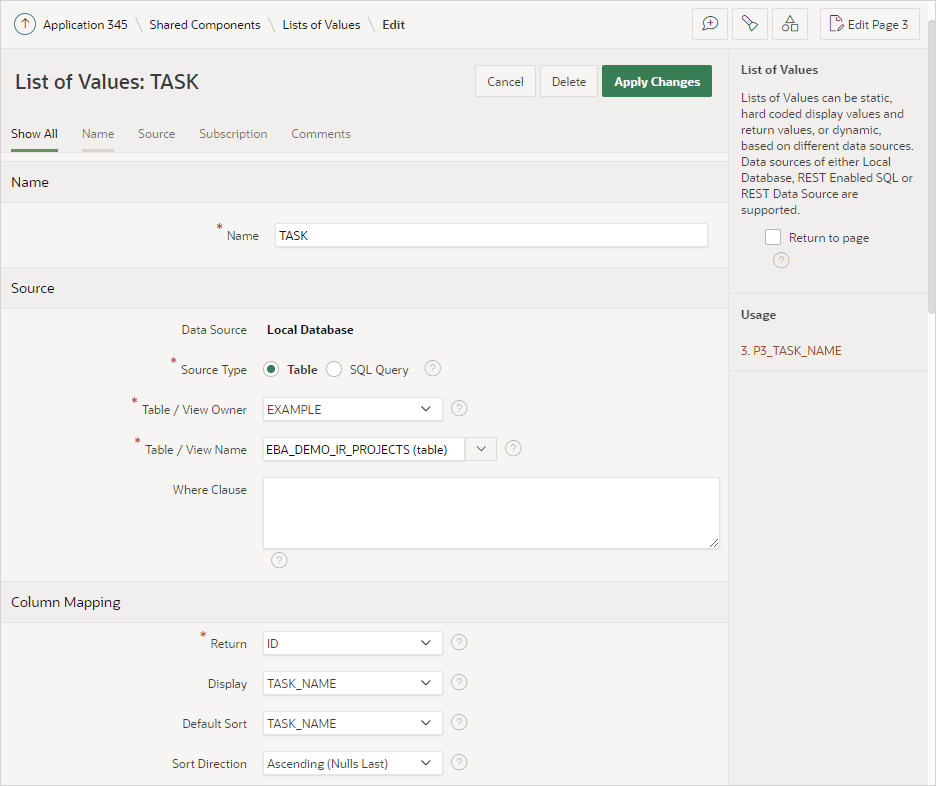 Application 345 \ Shared Components \ Lists of Values \ Edit
Edit Page 3
List of Values: TASK
Cancel
Delete
Apply Changes
Show All
Name
Source
Subscription
Comments
Name
* Name
TASK
Source
Data Source
Local Database
* Source Type
Table
SQL Query
?
* Table / View Owner
EXAMPLE
?
* Table / View Name
EBA_DEMO_IR_PROJECTS (table)
?
Where Clause
?
Column Mapping
* Return
ID
?
Display
TASK_NAME
?
Default Sort
TASK_NAME
?
Sort Direction
Ascending (Nulls Last)
?
List of Values
Lists of Values can be static,
hard coded display values and
return values, or dynamic,
based on different data sources.
Data sources of either Local
Database, REST Enabled SQL or
REST Data Source are
supported.
Return to page
?
Usage
3. P3_TASK_NAME